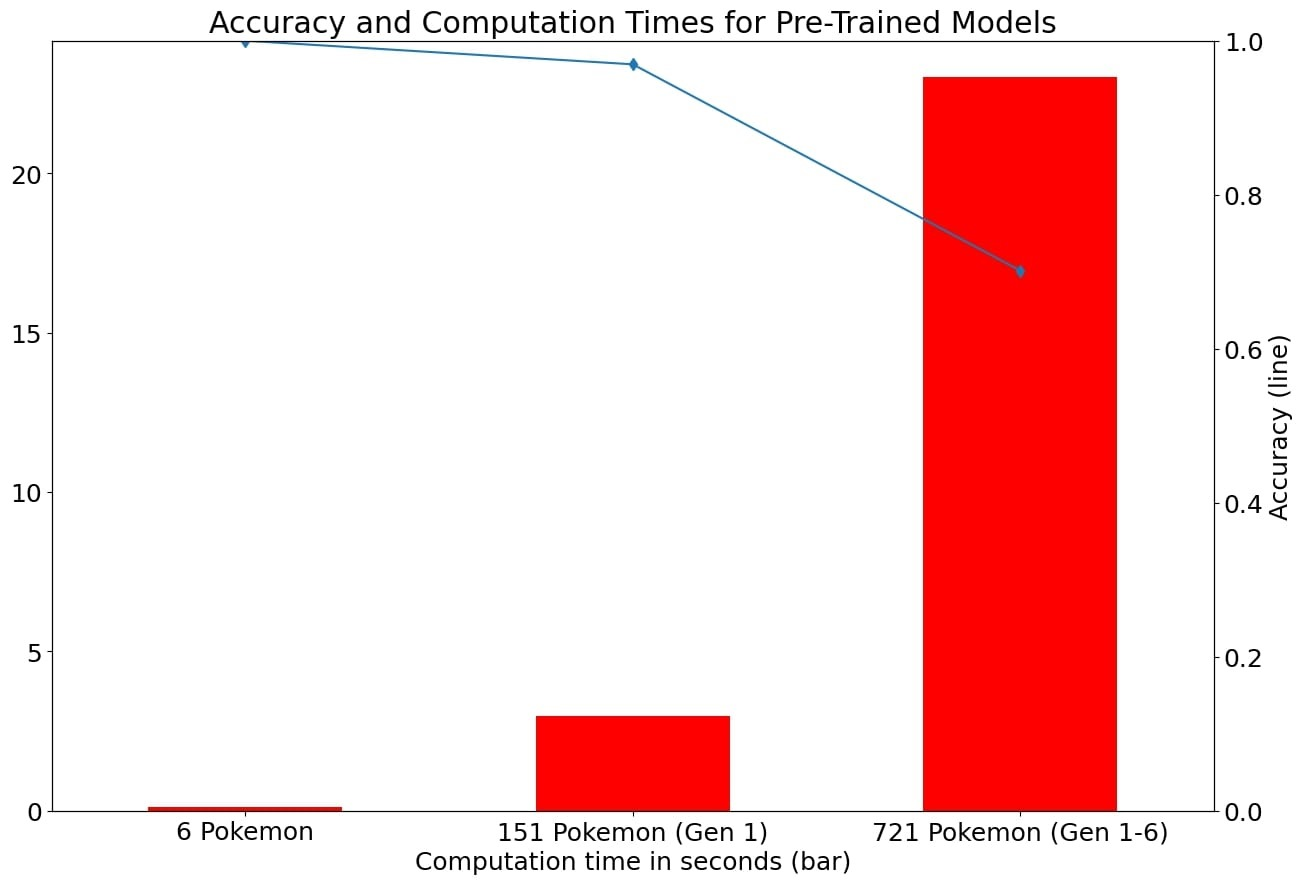 Accuracy and Computation Times for Pre-Trained Models
20
15
10
5
0
1.0
0.8
0.6
0.4
0.2
0.0
Accuracy (line)
6 Pokemon
151 Pokemon (Gen 1)
721 Pokemon (Gen 1-6)
Computation time in seconds (bar)